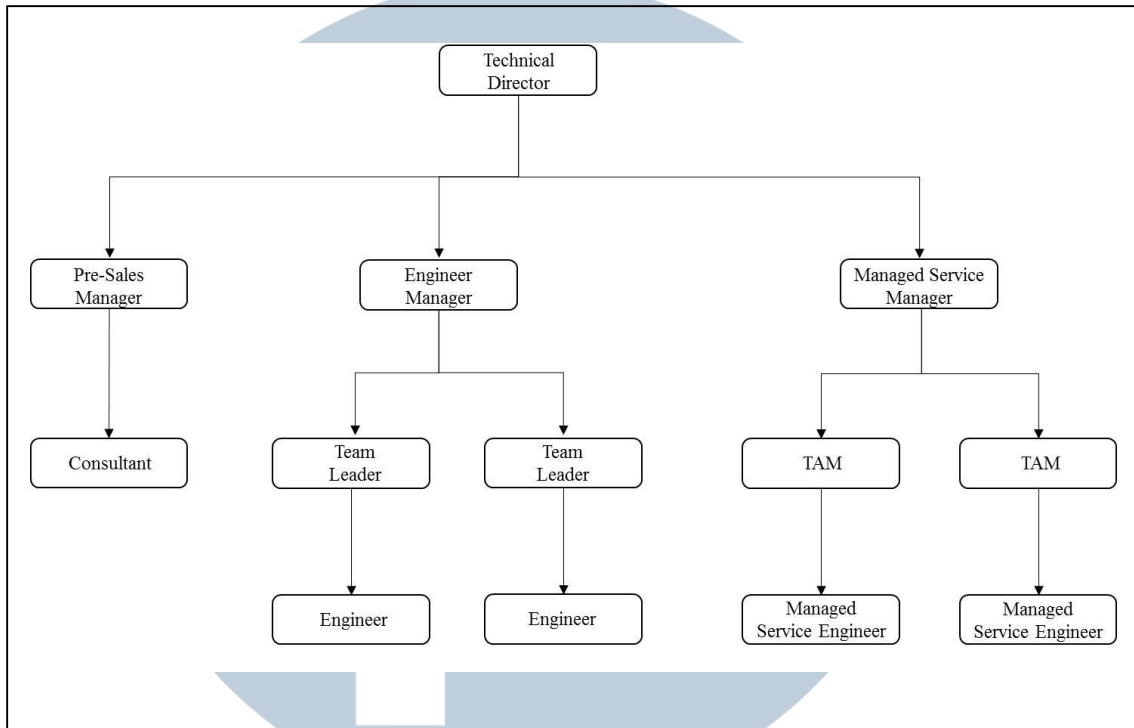 Technical
Director
Pre-Sales
Manager
Engineer
Manager
Managed Service
Manager
Consultant
Team
Leader
Team
Leader
TAM
TAM
Engineer
Engineer
Managed
Service Engineer
Managed
Service Engineer